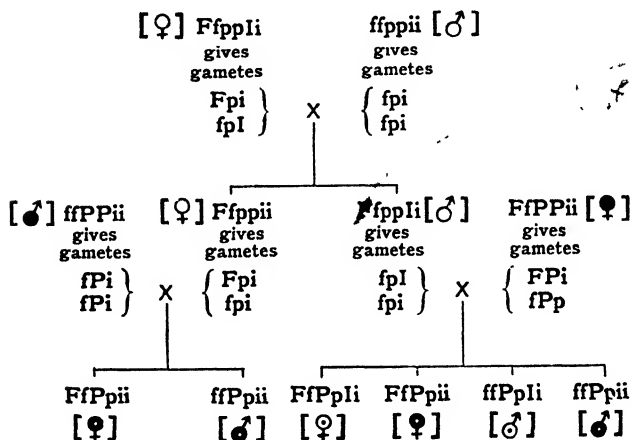 [♀] FfppIi ffppii [♂]
gives gives
gametes gametes
Fpi } { fpi
fpI } × { fpi
[♂] ffPPii [♀] Ffppii ffppIi [♂] FfPPii [♀]
gives gives gives gives
gametes gametes gametes gametes
fPi } { Fpi fpI } { FPi
fPi } × { fpi fpi } × { fPp
FfPpii ffPpii FfPpIi FfPpii ffPpIi ffPpii
[♀] [♂] [♀] [♀] [♂] [♂]